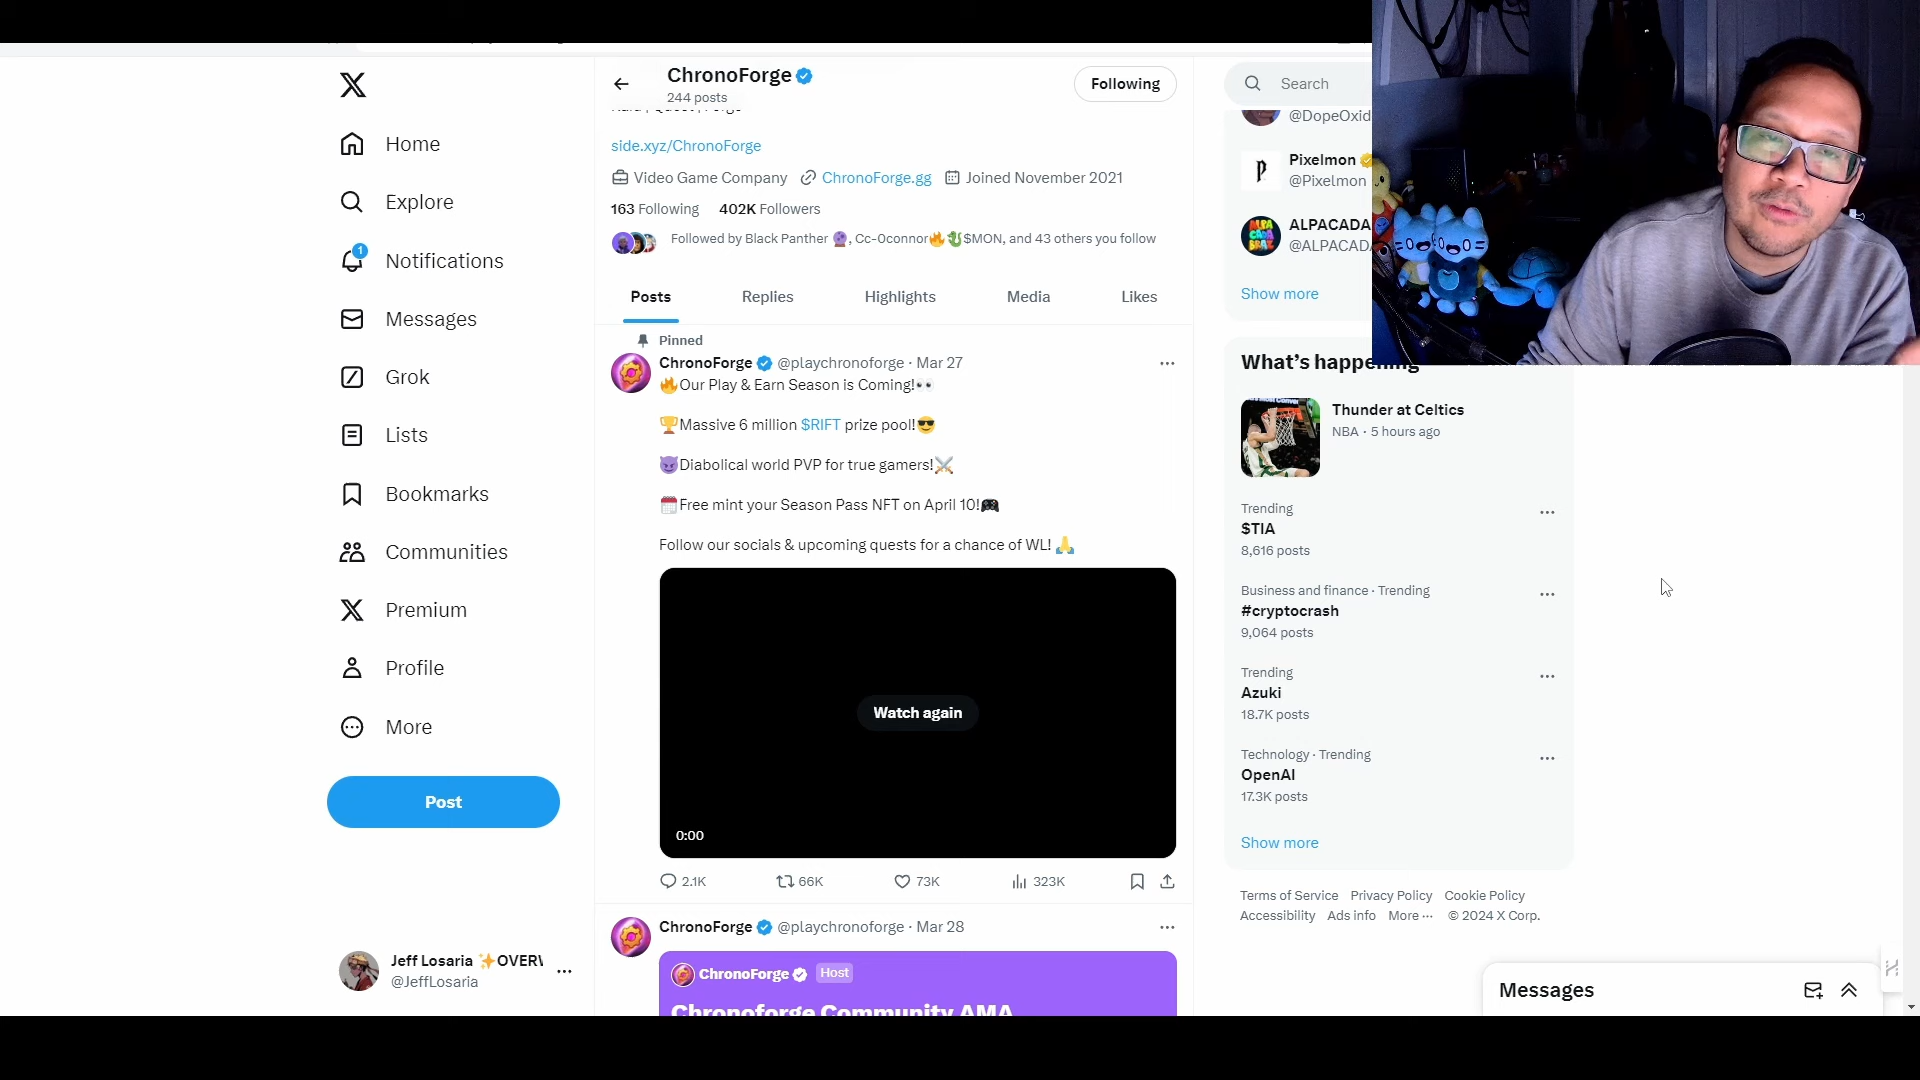 ChronoForge
244 posts
Following
Search
side.xyz/ChronoForge
Video Game Company ChronoForge.gg Joined November 2021
163 Following 402K Followers
Followed by Black Panther 🔮, Cc-0connor🔥🐉$MON, and 43 others you follow
Posts Replies Highlights Media Likes
Home
Explore
1
Notifications
Messages
Grok
Lists
Bookmarks
Communities
Premium
Profile
More
Post
Jeff Losaria ✨
@JeffLosaria
Pinned
ChronoForge @playchronoforge · Mar 27
🔥Our Play & Earn Season is Coming!👀
🏆Massive 6 million $RIFT prize pool!😎
😈Diabolical world PVP for true gamers!⚔️
🗓️Free mint your Season Pass NFT on April 10!🎮
Follow our socials & upcoming quests for a chance of WL! 🙏
Watch again
0:00
2.1K 66K 73K 323K
ChronoForge @playchronoforge · Mar 28
ChronoForge Host
Chronoforge Community AMA
@DopeOxid
Pixelmon
@Pixelmon
ALPACADA
@ALPACADA
Show more
What's happening
Thunder at Celtics
NBA · 5 hours ago
Trending
$TIA
8,616 posts
Business and finance · Trending
#cryptocrash
9,064 posts
Trending
Azuki
18.7K posts
Technology · Trending
OpenAI
17.3K posts
Show more
Terms of Service Privacy Policy Cookie Policy
Accessibility Ads info More ··· © 2024 X Corp.
Messages